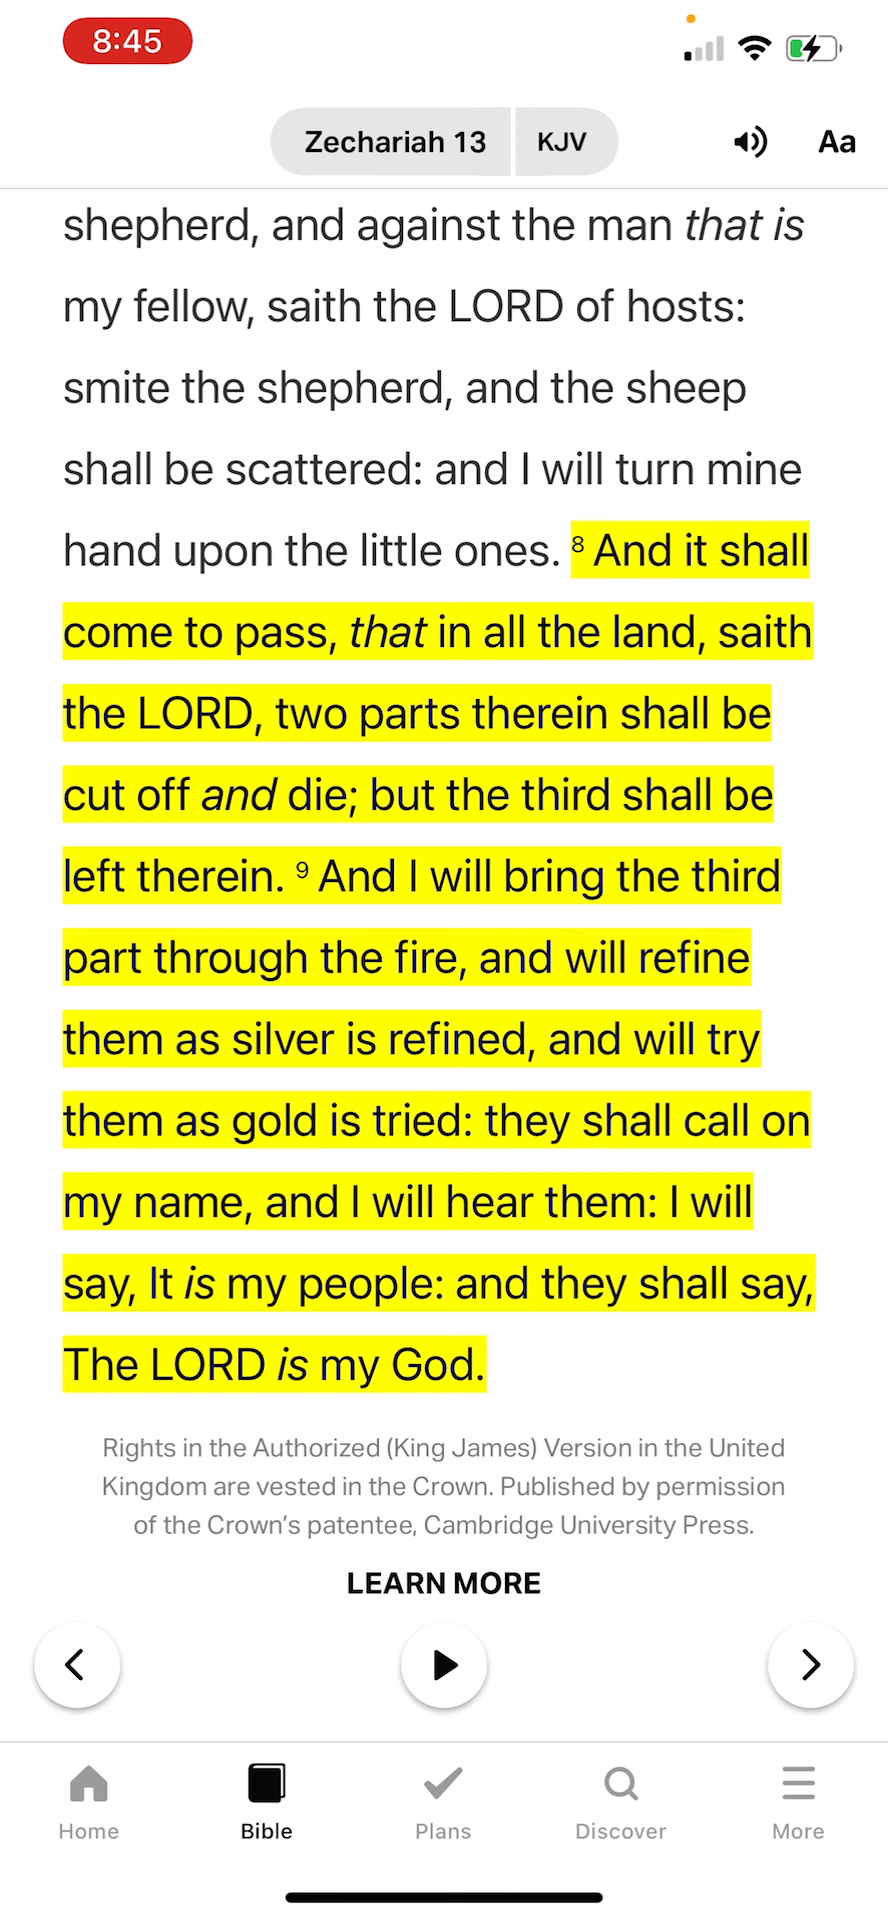 8:45
Zechariah 13 KJV Aa
shepherd, and against the man that is
my fellow, saith the LORD of hosts:
smite the shepherd, and the sheep
shall be scattered: and I will turn mine
hand upon the little ones. 8 And it shall
come to pass, that in all the land, saith
the LORD, two parts therein shall be
cut off and die; but the third shall be
left therein. 9 And I will bring the third
part through the fire, and will refine
them as silver is refined, and will try
them as gold is tried: they shall call on
my name, and I will hear them: I will
say, It is my people: and they shall say,
The LORD is my God.
Rights in the Authorized (King James) Version in the United
Kingdom are vested in the Crown. Published by permission
of the Crown’s patentee, Cambridge University Press.
LEARN MORE
Home Bible Plans Discover More